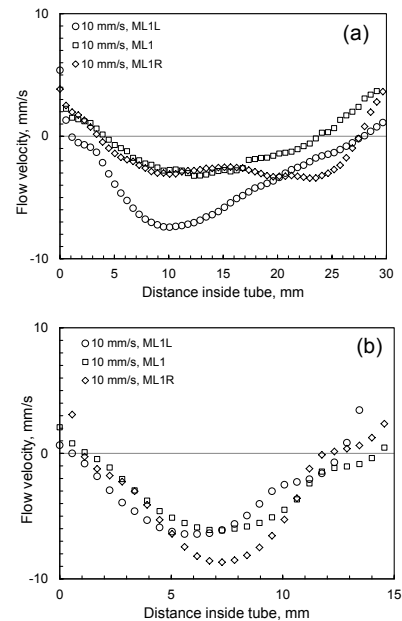 10
(a)
10 mm/s, ML1L
10 mm/s, ML1
10 mm/s, ML1R
0
-10
Flow velocity, mm/s
0 5 10 15 20 25 30
Distance inside tube, mm
10
(b)
10 mm/s, ML1L
10 mm/s, ML1
10 mm/s, ML1R
0
-10
Flow velocity, mm/s
0 5 10 15
Distance inside tube, mm